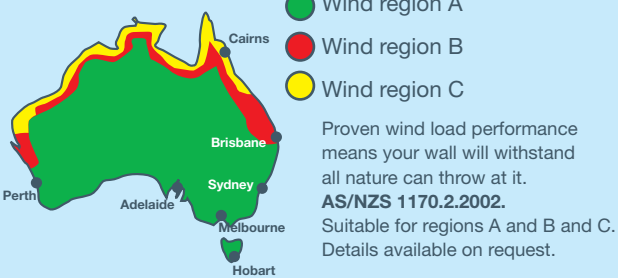 Wind region A
Cairns
Wind region B
Wind region C
Proven wind load performance
means your wall will withstand
all nature can throw at it.
AS/NZS 1170.2.2002.
Suitable for regions A and B and C.
Details available on request.
Brisbane
Sydney
Perth
Adelaide
Melbourne
Hobart